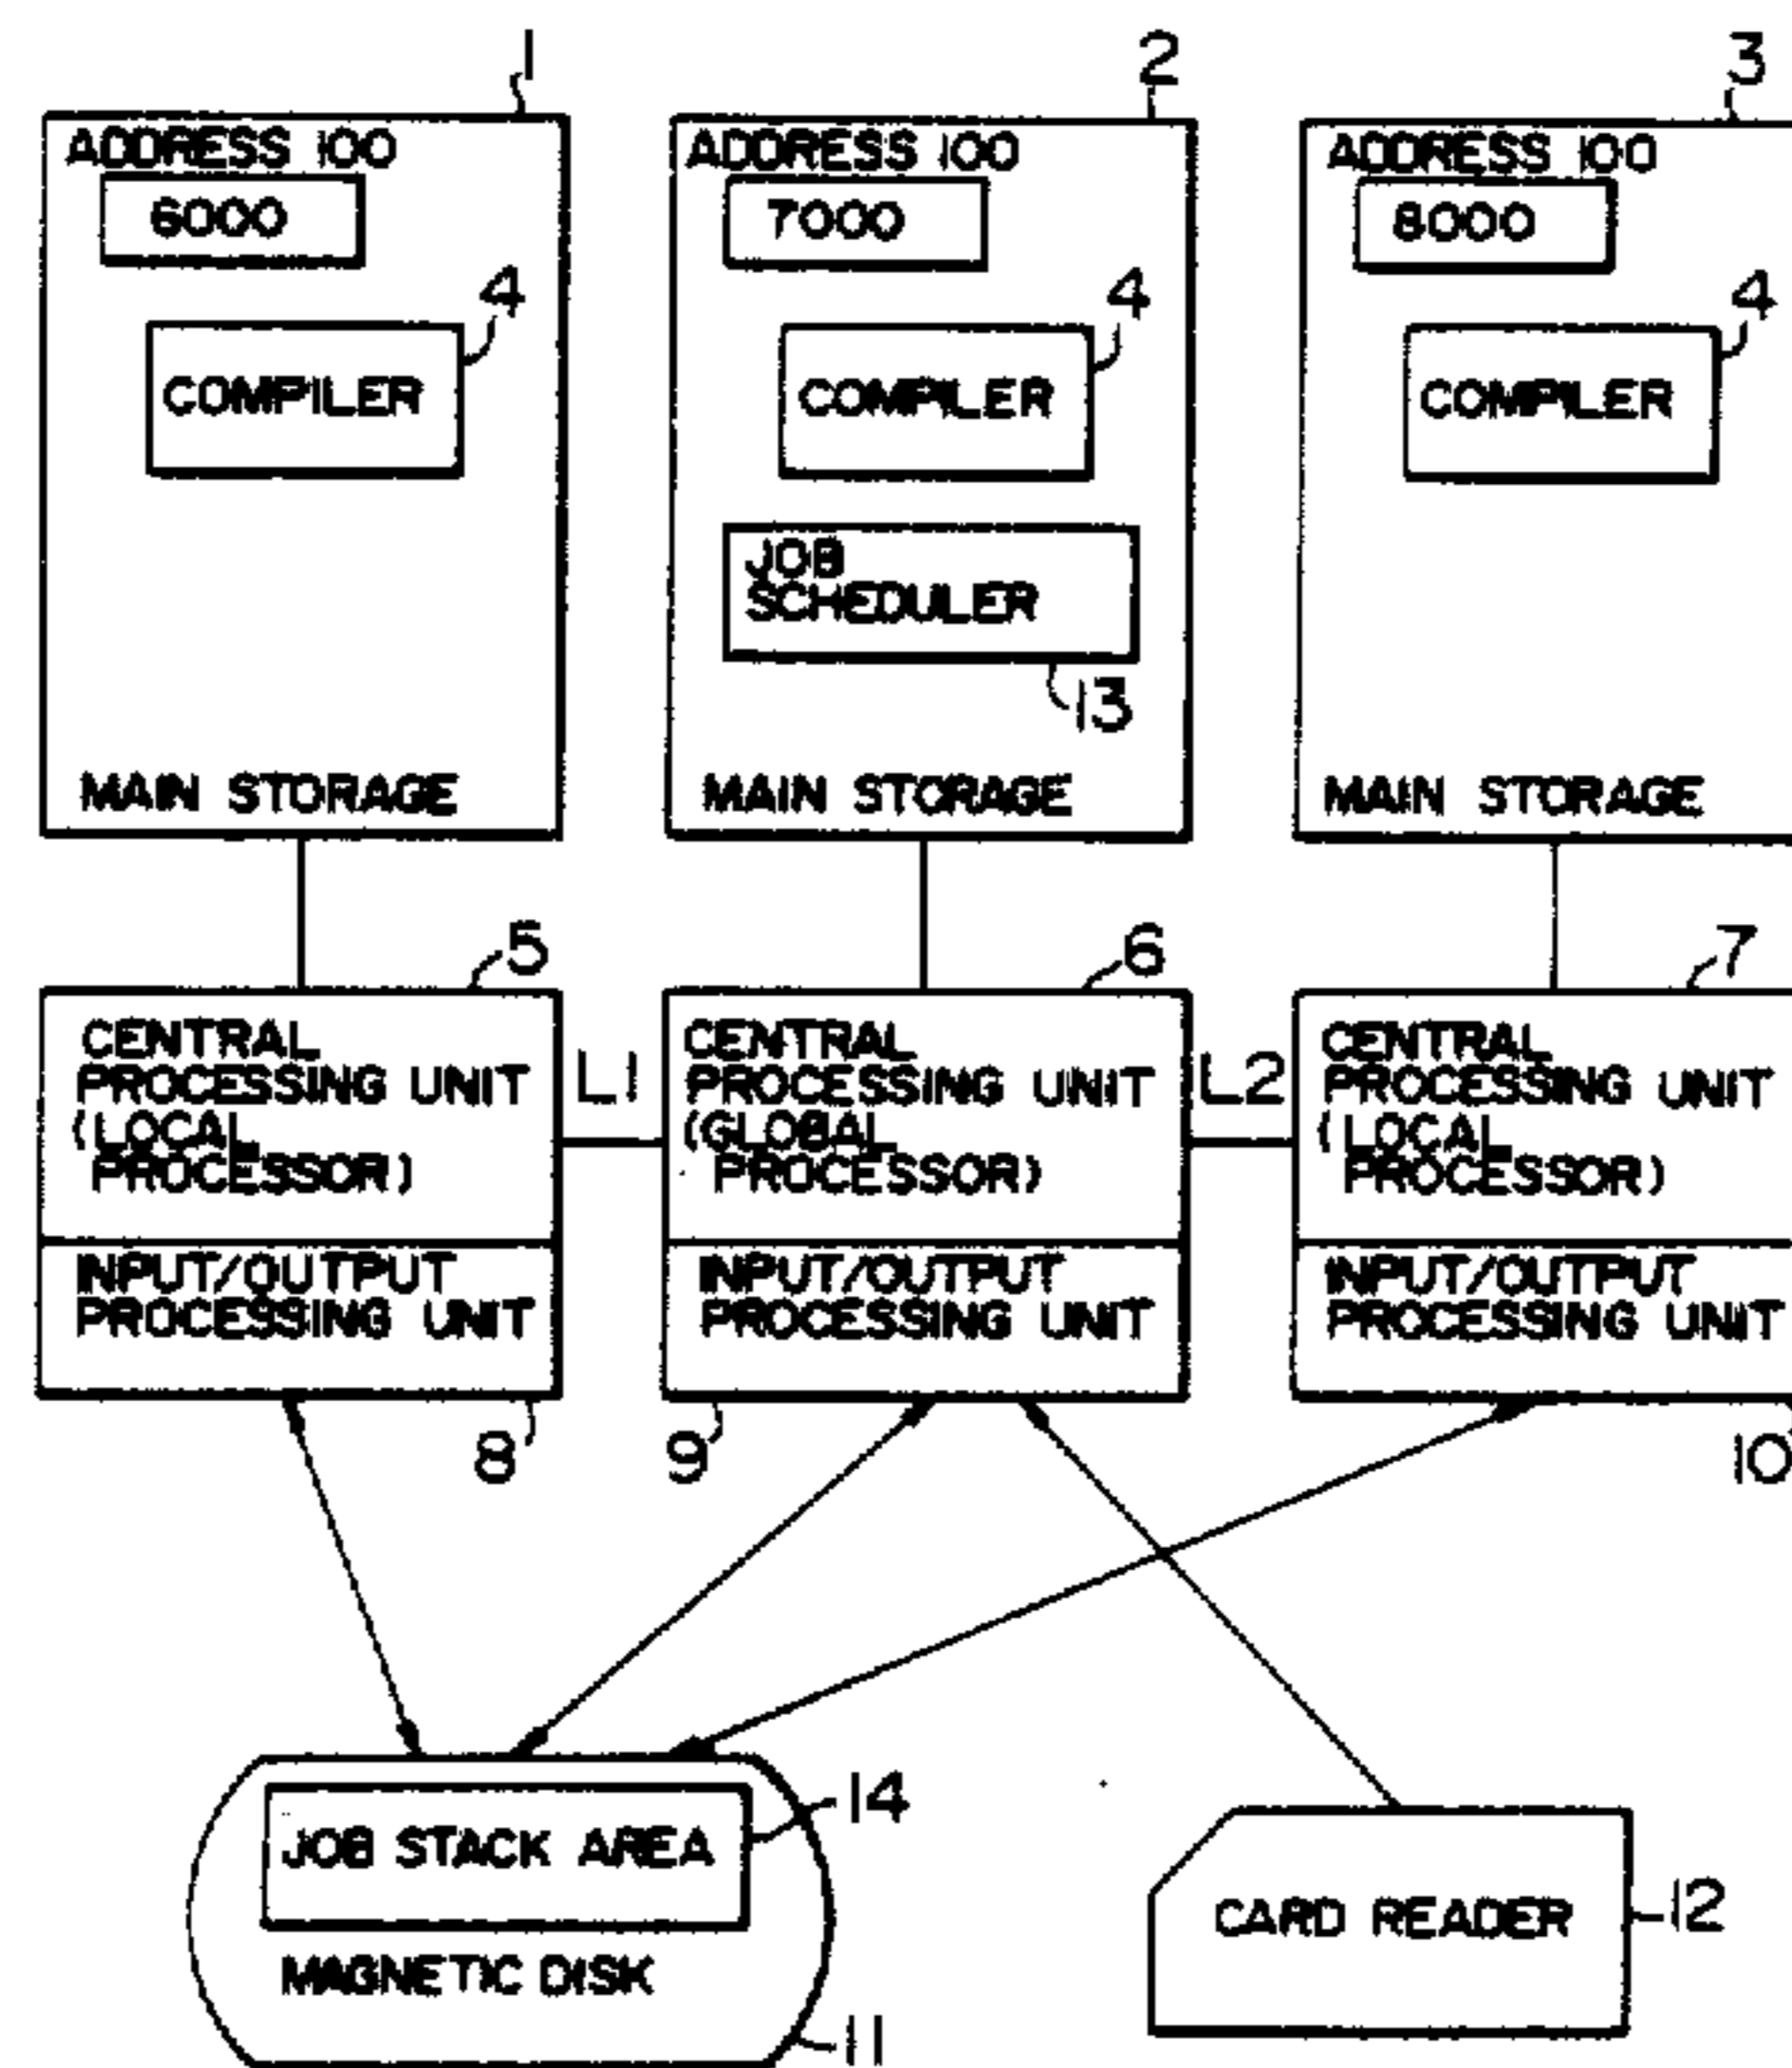 1
2
3
ADDRESS 100
6000
4
COMPILER
MAIN STORAGE
ADDRESS 100
7000
4
COMPILER
JOB
SCHEDULER
13
MAIN STORAGE
ADDRESS 100
8000
4
COMPILER
MAIN STORAGE
5
CENTRAL
PROCESSING UNIT
(LOCAL
PROCESSOR)
INPUT/OUTPUT
PROCESSING UNIT
8
L1
6
CENTRAL
PROCESSING UNIT
(GLOBAL
PROCESSOR)
INPUT/OUTPUT
PROCESSING UNIT
9
L2
7
CENTRAL
PROCESSING UNIT
(LOCAL
PROCESSOR)
INPUT/OUTPUT
PROCESSING UNIT
10
14
JOB STACK AREA
MAGNETIC DISK
11
CARD READER
12